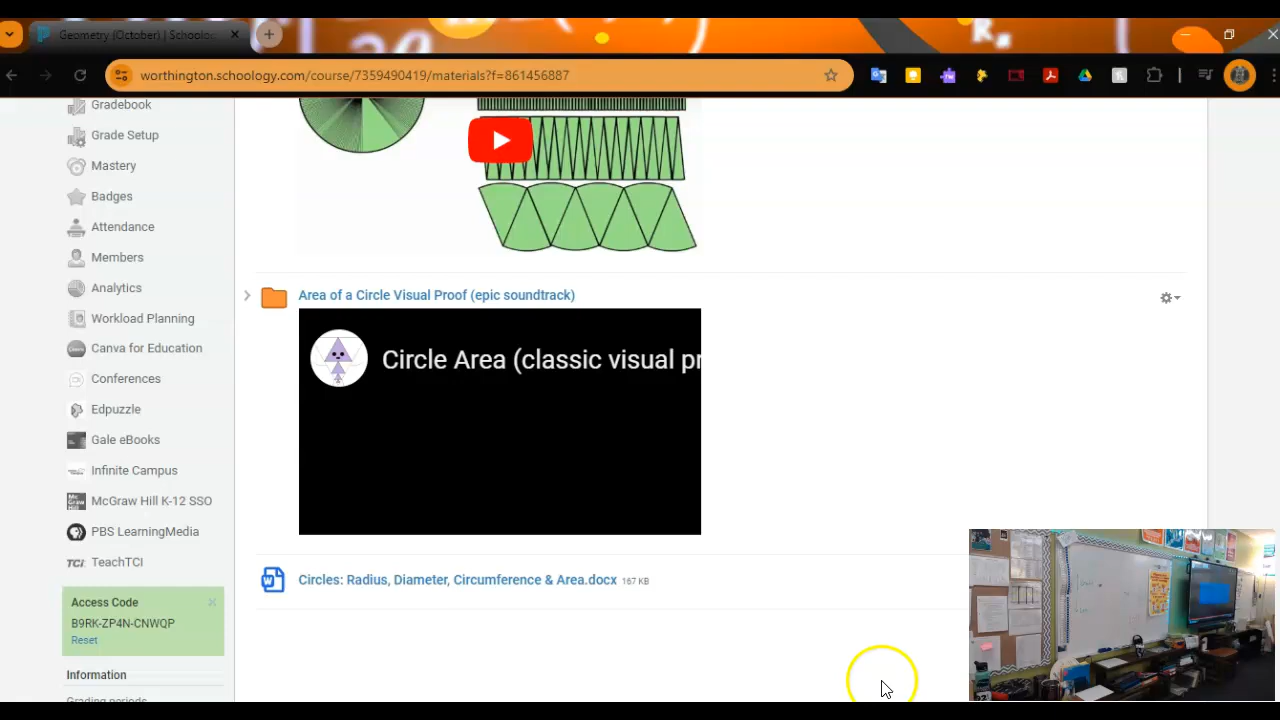 Geometry (October) | Schoolo
worthington.schoology.com/course/7359490419/materials?f=861456887
Gradebook
Grade Setup
Mastery
Badges
Attendance
Members
Analytics
Workload Planning
Canva for Education
Conferences
Edpuzzle
Gale eBooks
Infinite Campus
McGraw Hill K-12 SSO
PBS LearningMedia
TCi TeachTCI
Access Code
B9RK-ZP4N-CNWQP
Reset
Information
Grading periods
Area of a Circle Visual Proof (epic soundtrack)
Circle Area (classic visual pr
Circles: Radius, Diameter, Circumference & Area.docx 167 KB